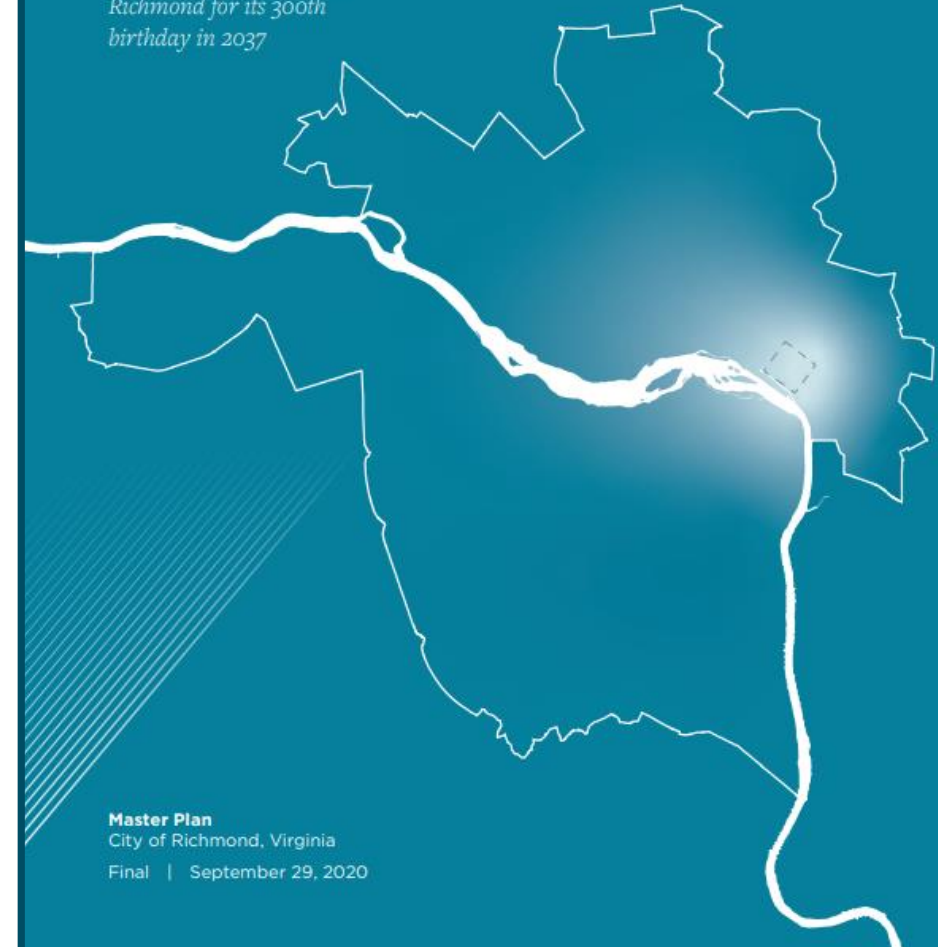 Richmond for its 300th
birthday in 2037
Master Plan
City of Richmond, Virginia
Final | September 29, 2020